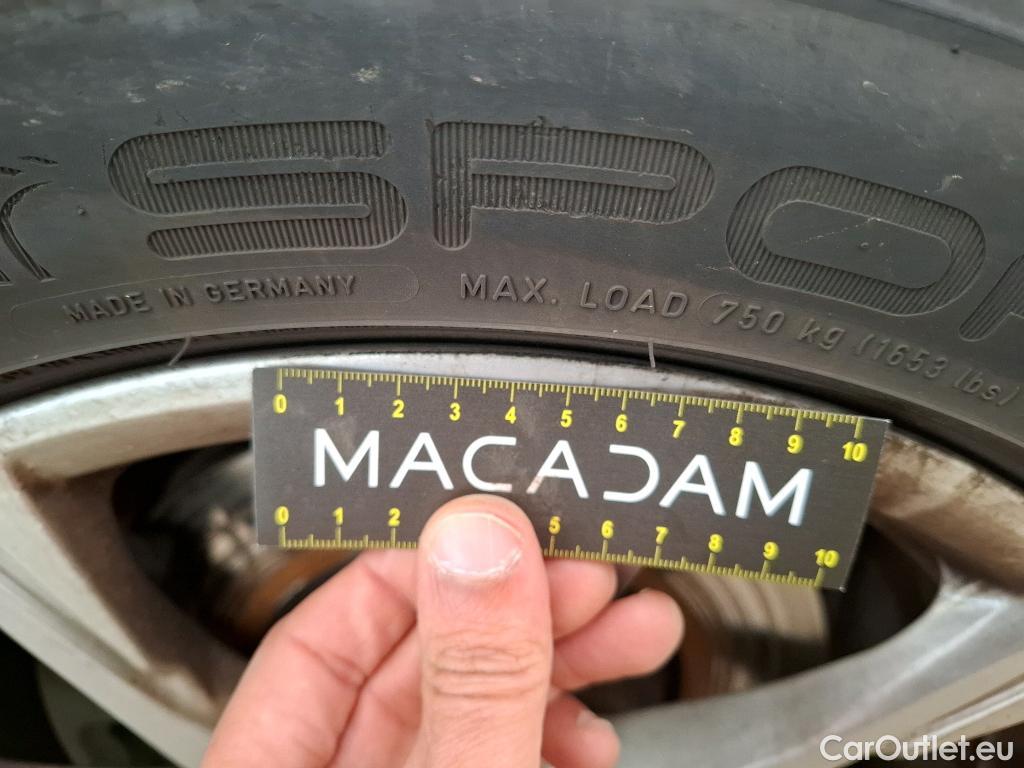 SPOR
MADE IN GERMANY
MAX. LOAD 750 kg (1653 lbs)
0 1 2 3 4 5 6 7 8 9 10
MACADAM
0 1 2 5 6 7 8 9 10
CarOutlet.eu